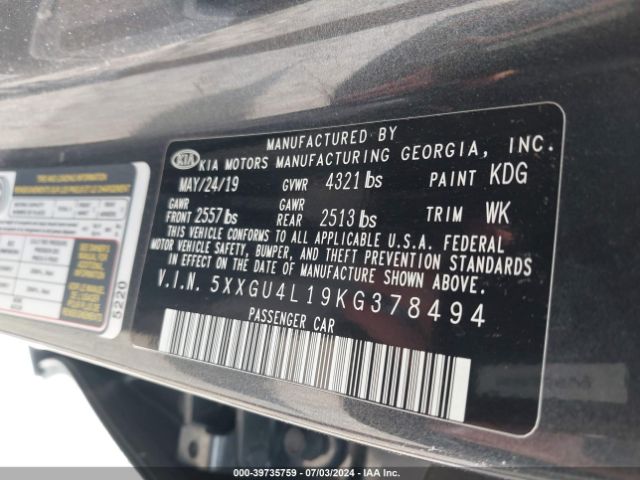 MANUFACTURED BY
KIA KIA MOTORS MANUFACTURING GEORGIA, INC.
MAY/24/19 GVWR 4321 lbs PAINT KDG
GAWR GAWR
FRONT 2557 lbs REAR 2513 lbs TRIM WK
THIS VEHICLE CONFORMS TO ALL APPLICABLE U.S.A. FEDERAL
MOTOR VEHICLE SAFETY, BUMPER, AND THEFT PREVENTION STANDARDS
IN EFFECT ON THE DATE OF MANUFACTURE SHOWN ABOVE.
V.I.N. 5XXGU4L19KG378494
PASSENGER CAR
5220
000-39735759 - 07/03/2024 - IAA Inc.